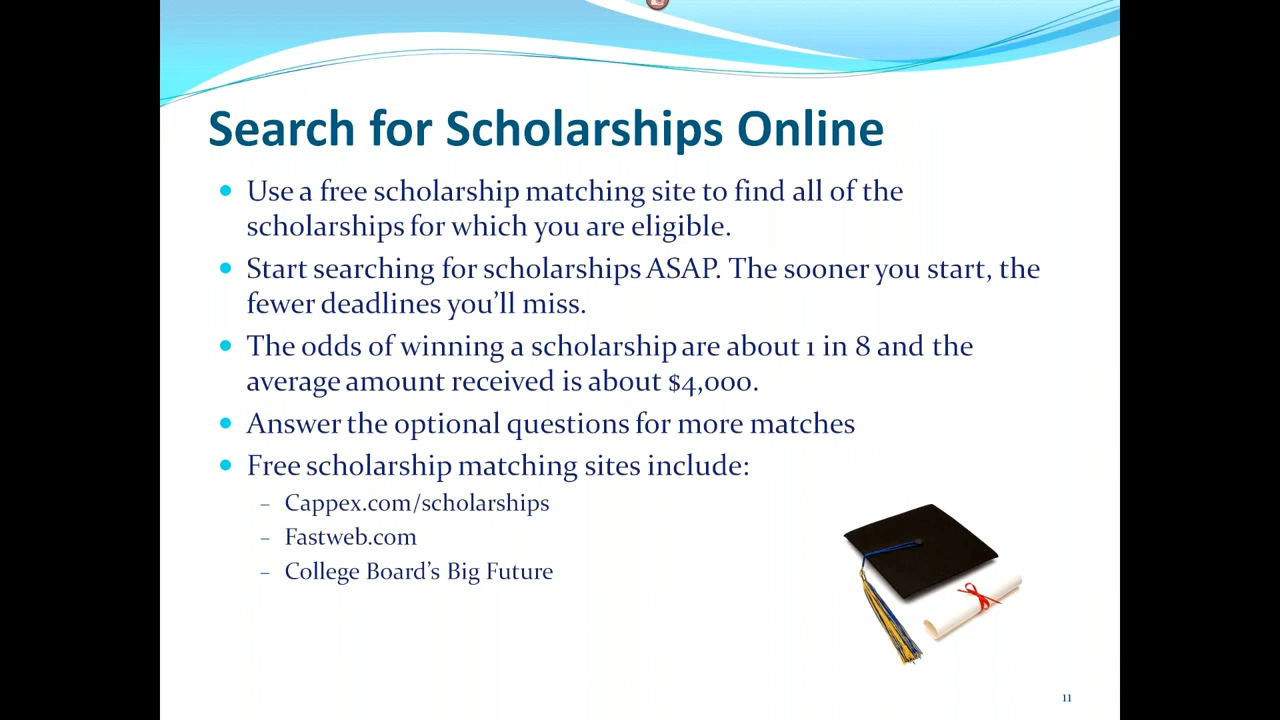 Search for Scholarships Online
Use a free scholarship matching site to find all of the
scholarships for which you are eligible.
Start searching for scholarships ASAP. The sooner you start, the
fewer deadlines you’ll miss.
The odds of winning a scholarship are about 1 in 8 and the
average amount received is about $4,000.
Answer the optional questions for more matches
Free scholarship matching sites include:
– Cappex.com/scholarships
– Fastweb.com
– College Board’s Big Future
11